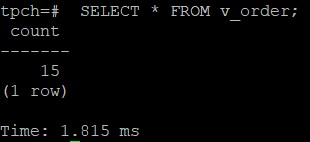 tpch=#  SELECT * FROM v_order;
 count
-------
    15
(1 row)

Time: 1.815 ms